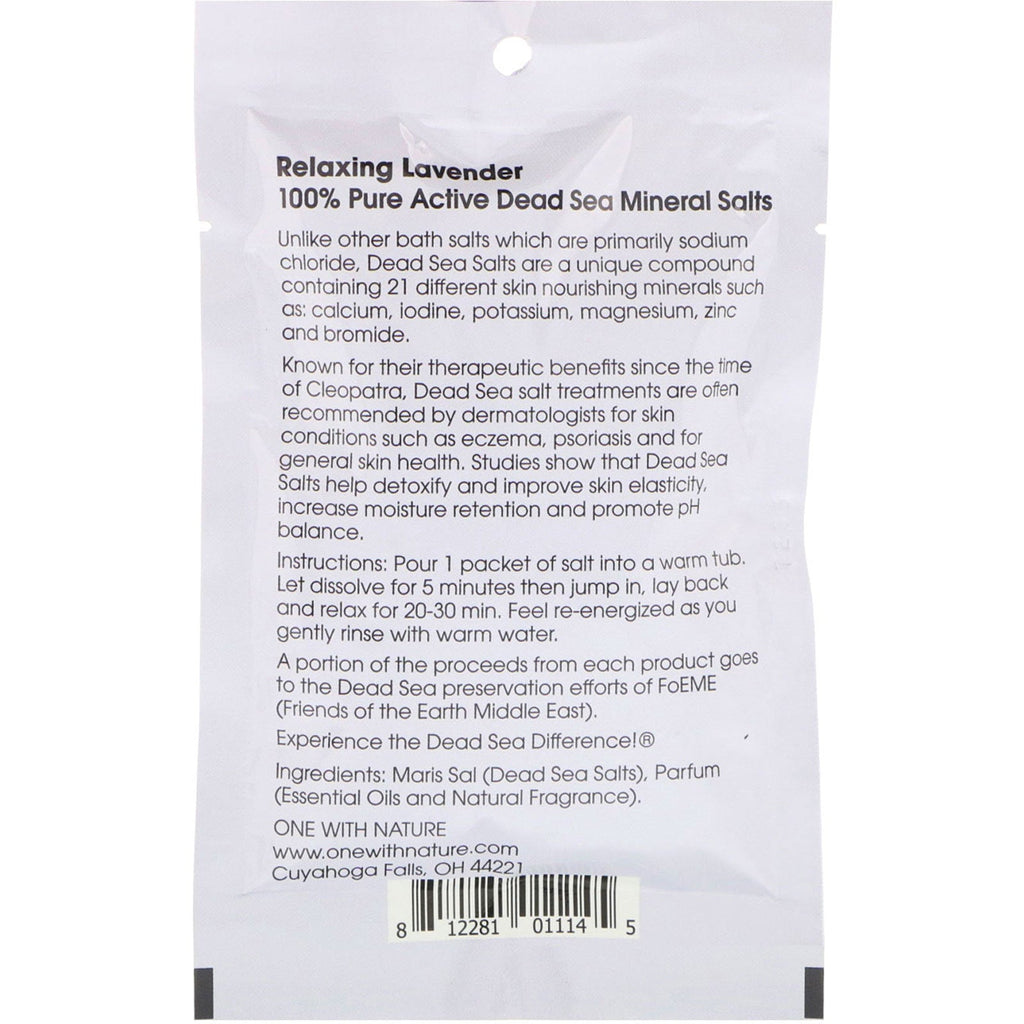 Relaxing Lavender
100% Pure Active Dead Sea Mineral Salts
Unlike other bath salts which are primarily sodium
chloride, Dead Sea Salts are a unique compound
containing 21 different skin nourishing minerals such
as: calcium, iodine, potassium, magnesium, zinc
and bromide.
Known for their therapeutic benefits since the time
of Cleopatra, Dead Sea salt treatments are often
recommended by dermatologists for skin
conditions such as eczema, psoriasis and for
general skin health. Studies show that Dead Sea
Salts help detoxify and improve skin elasticity,
increase moisture retention and promote pH
balance.
Instructions: Pour 1 packet of salt into a warm tub.
Let dissolve for 5 minutes then jump in, lay back
and relax for 20-30 min. Feel re-energized as you
gently rinse with warm water.
A portion of the proceeds from each product goes
to the Dead Sea preservation efforts of FoEME
(Friends of the Earth Middle East).
Experience the Dead Sea Difference!®
Ingredients: Maris Sal (Dead Sea Salts), Parfum
(Essential Oils and Natural Fragrance).
ONE WITH NATURE
www.onewithnature.com
Cuyahoga Falls, OH 44221
8 12281 01114 5